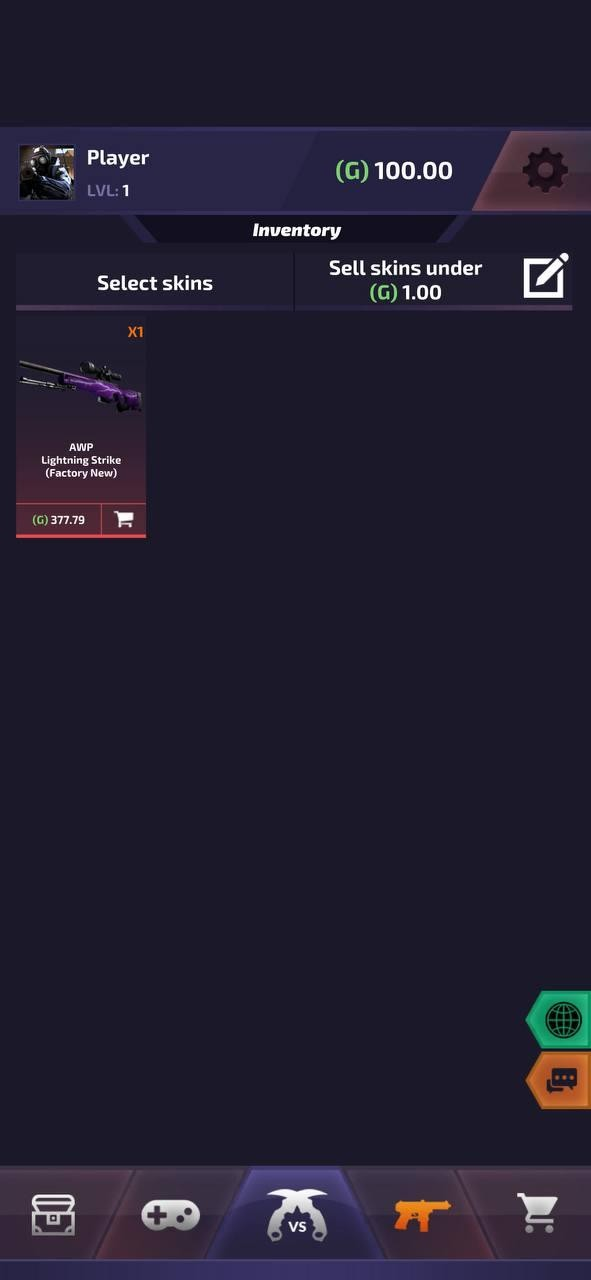 Player
LVL: 1
(G) 100.00
Inventory
Select skins
Sell skins under
(G) 1.00
X1
AWP
Lightning Strike
(Factory New)
(G) 377.79
VS